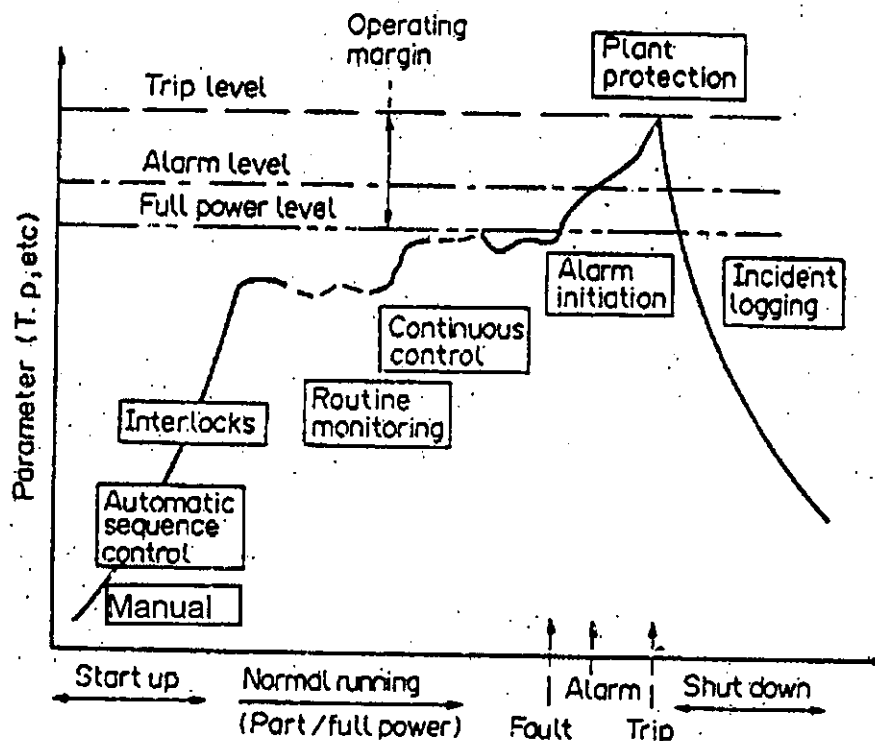 Operating
margin
Plant
protection
Trip level
Alarm level
Full power level
Alarm
initiation
Incident
logging
Continuous
control
Interlocks
Routine
monitoring
Automatic
sequence
control
Manual
Parameter (T. p, etc)
Start up
Normal running
(Part/full power)
Fault
Alarm
Trip
Shut down